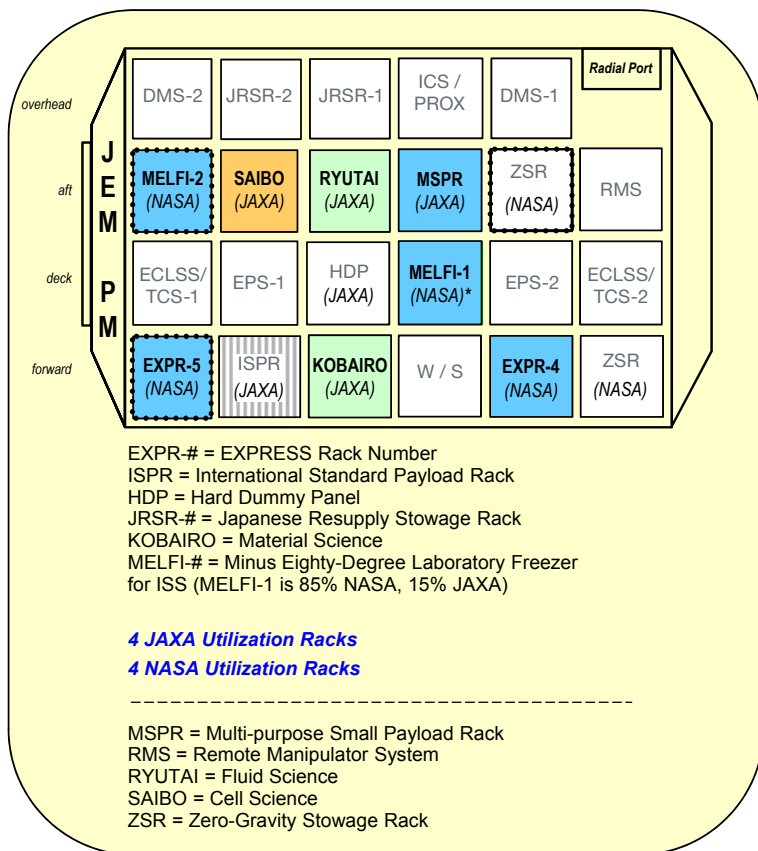 Radial Port
overhead
DMS-2
JRSR-2
JRSR-1
ICS /
PROX
DMS-1
JEM PM
aft
MELFI-2
(NASA)
SAIBO
(JAXA)
RYUTAI
(JAXA)
MSPR
(JAXA)
ZSR
(NASA)
RMS
deck
ECLSS/
TCS-1
EPS-1
HDP
(JAXA)
MELFI-1
(NASA)*
EPS-2
ECLSS/
TCS-2
forward
EXPR-5
(NASA)
ISPR
(JAXA)
KOBAIRO
(JAXA)
W / S
EXPR-4
(NASA)
ZSR
(NASA)
EXPR-# = EXPRESS Rack Number
ISPR = International Standard Payload Rack
HDP = Hard Dummy Panel
JRSR-# = Japanese Resupply Stowage Rack
KOBAIRO = Material Science
MELFI-# = Minus Eighty-Degree Laboratory Freezer
for ISS (MELFI-1 is 85% NASA, 15% JAXA)
4 JAXA Utilization Racks
4 NASA Utilization Racks
MSPR = Multi-purpose Small Payload Rack
RMS = Remote Manipulator System
RYUTAI = Fluid Science
SAIBO = Cell Science
ZSR = Zero-Gravity Stowage Rack